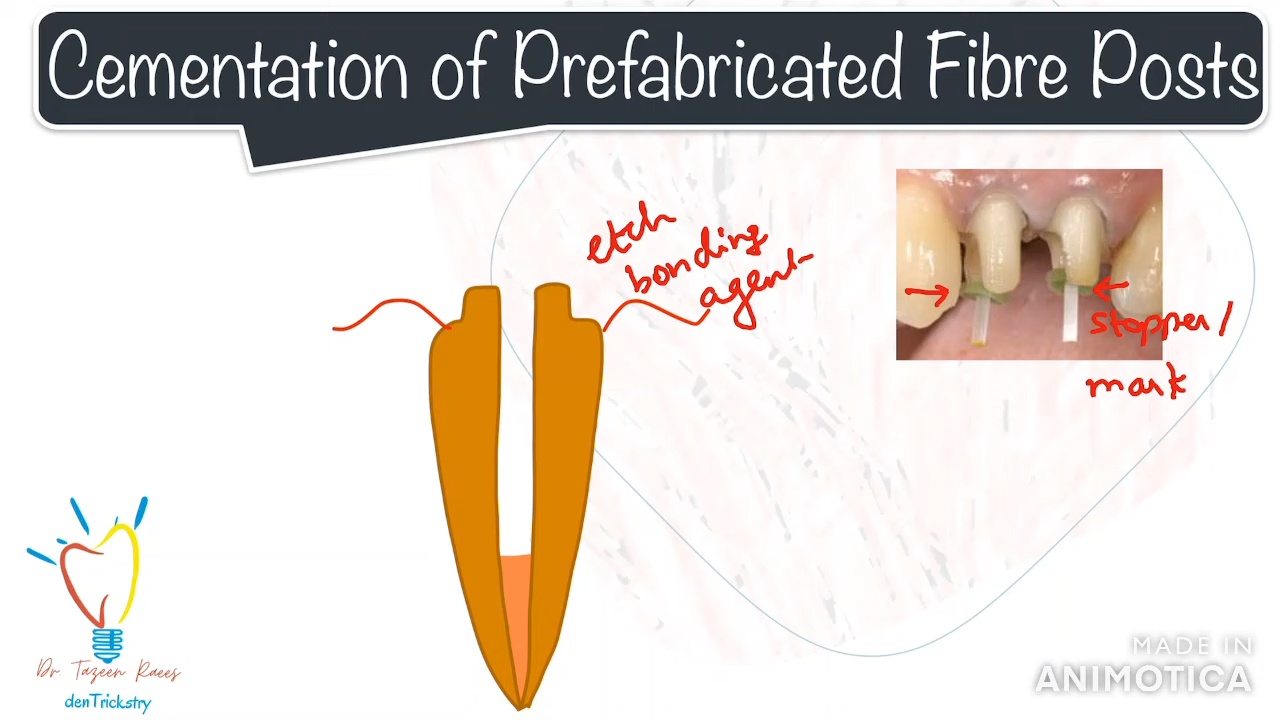 Cementation of Prefabricated Fibre Posts
etch
bonding
agent
stopper/
mark
Dr. Tazeen Raees
denTrickstry
MADE IN
ANIMOTICA